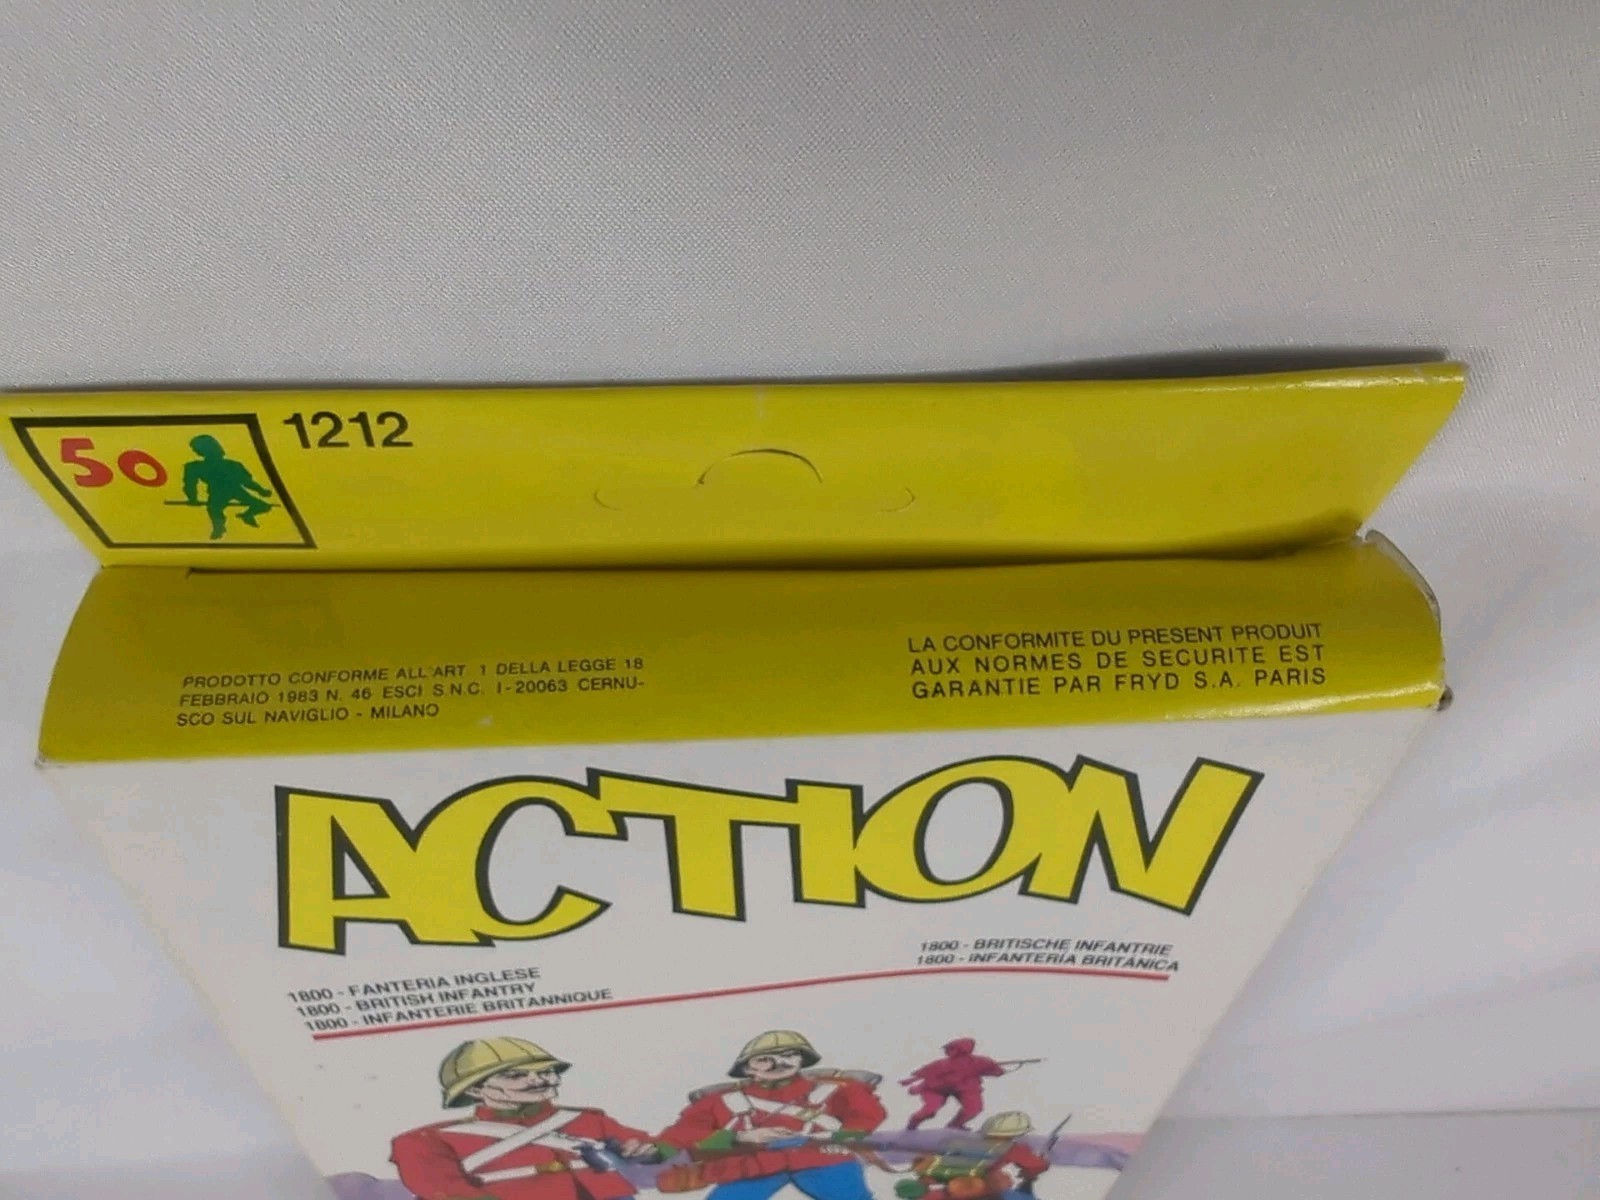 50
1212
PRODOTTO CONFORME ALL'ART. 1 DELLA LEGGE 18
FEBBRAIO 1983 N. 46 ESCI S.N.C. I-20063 CERNU-
SCO SUL NAVIGLIO - MILANO
LA CONFORMITE DU PRESENT PRODUIT
AUX NORMES DE SECURITE EST
GARANTIE PAR FRYD S.A. PARIS
ACTION
1800 - FANTERIA INGLESE
1800 - BRITISH INFANTRY
1800 - INFANTERIE BRITANNIQUE
1800 - BRITISCHE INFANTRIE
1800 - INFANTERÍA BRITÁNICA